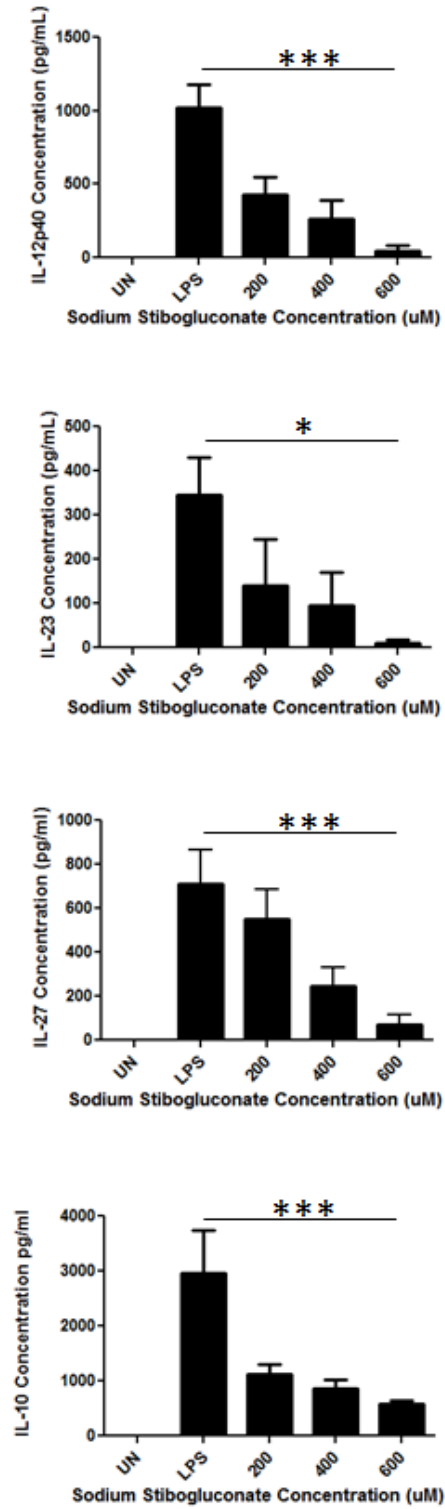 IL-12p40 Concentration (pg/mL)
1500
1000
500
0
***
UN LPS 200 400 600
Sodium Stibogluconate Concentration (uM)
IL-23 Concentration (pg/mL)
500
400
300
200
100
0
*
UN LPS 200 400 600
Sodium Stibogluconate Concentration (uM)
IL-27 Concentration (pg/ml)
1000
800
600
400
200
0
***
UN LPS 200 400 600
Sodium Stibogluconate Concentration (uM)
IL-10 Concentration pg/ml
4000
3000
2000
1000
0
***
UN LPS 200 400 600
Sodium Stibogluconate Concentration (uM)